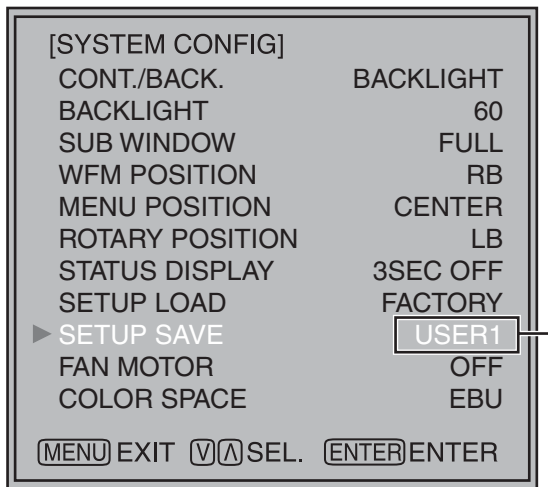 [SYSTEM CONFIG]
CONT./BACK. BACKLIGHT
BACKLIGHT 60
SUB WINDOW FULL
WFM POSITION RB
MENU POSITION CENTER
ROTARY POSITION LB
STATUS DISPLAY 3SEC OFF
SETUP LOAD FACTORY
SETUP SAVE USER1
FAN MOTOR OFF
COLOR SPACE EBU
MENU EXIT V Λ SEL. ENTER ENTER